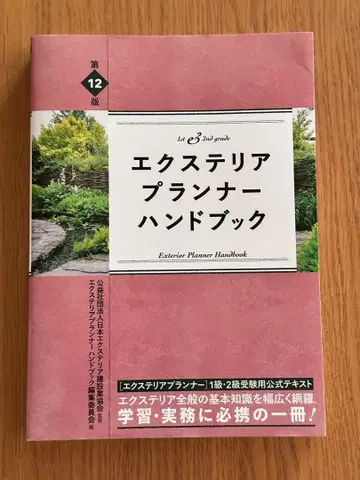 第12版
1st e3 2nd grade
エクステリア
プランナー
ハンドブック
Exterior Planner Handbook
公益社団法人日本エクステリア建設業協会 監修
エクステリアプランナー ハンドブック編集委員会 編
[エクステリアプランナー] 1級・2級受験用公式テキスト
エクステリア全般の基本知識を幅広く網羅。
学習・実務に必携の一冊!